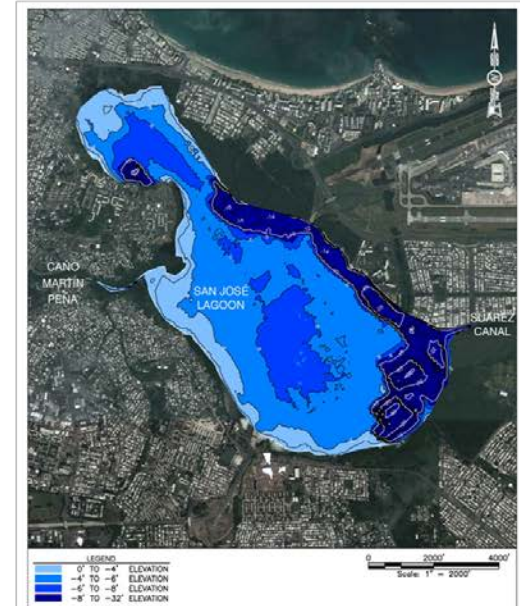 N
CAÑO
MARTÍN
PEÑA
SAN JOSÉ
LAGOON
SUÁREZ
CANAL
LEGEND
0' TO -4' ELEVATION
-4' TO -6' ELEVATION
-6' TO -8' ELEVATION
-8' TO -32' ELEVATION
0 2000' 4000'
Scale: 1" = 2000'